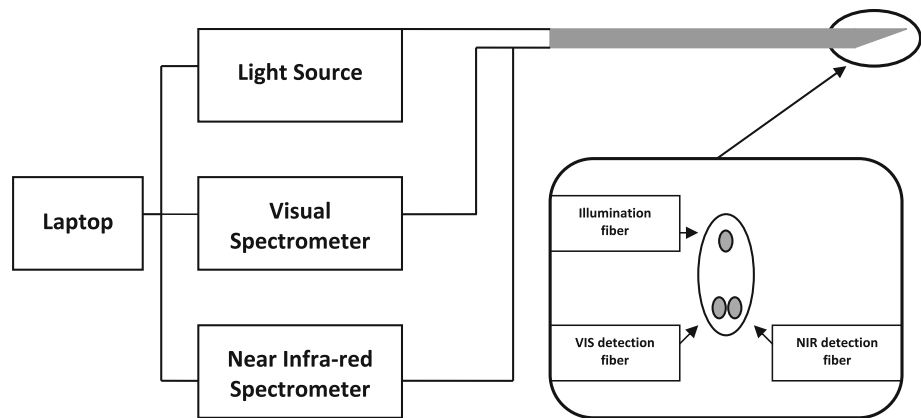 Light Source
Laptop
Visual
Spectrometer
Near Infra-red
Spectrometer
Illumination
fiber
VIS detection
fiber
NIR detection
fiber